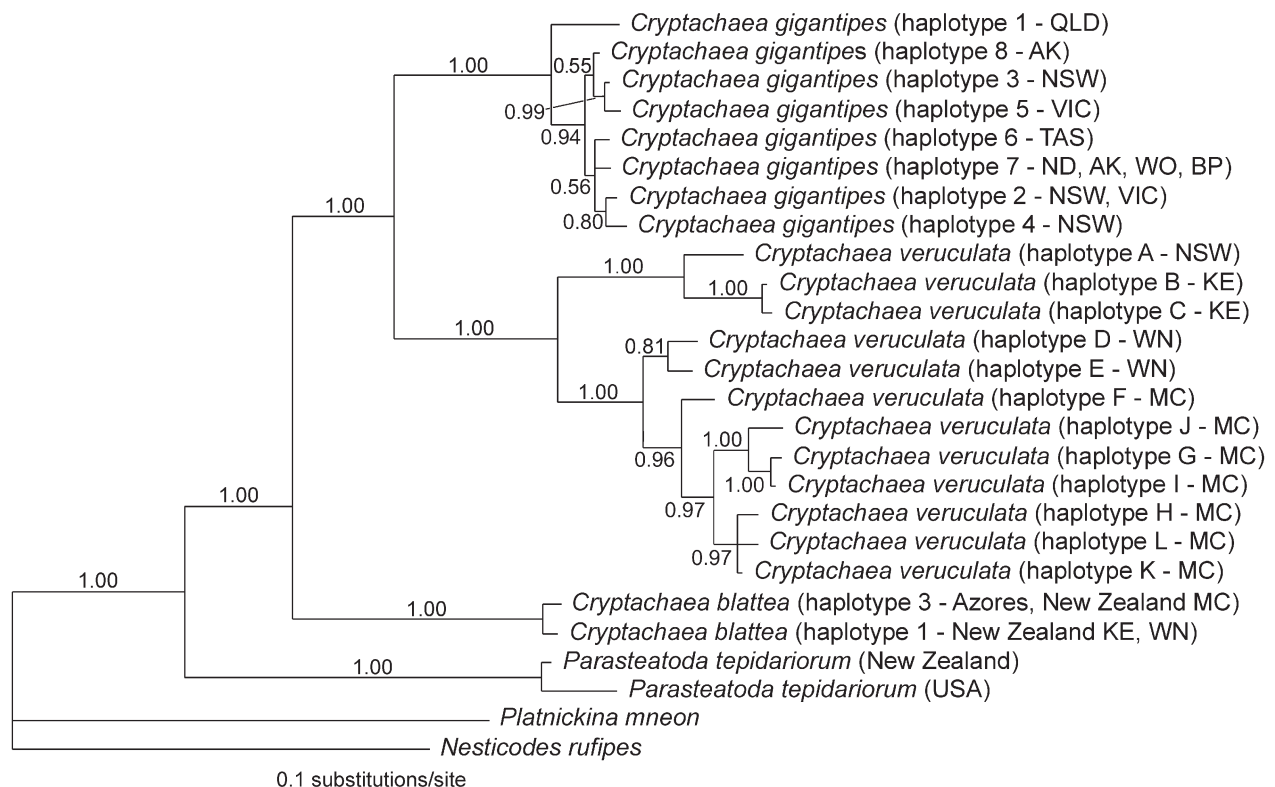 Cryptachaea gigantipes (haplotype 1 - QLD)
Cryptachaea gigantipes (haplotype 8 - AK)
0.55
1.00
Cryptachaea gigantipes (haplotype 3 - NSW)
0.99
Cryptachaea gigantipes (haplotype 5 - VIC)
0.94
Cryptachaea gigantipes (haplotype 6 - TAS)
Cryptachaea gigantipes (haplotype 7 - ND, AK, WO, BP)
0.56
Cryptachaea gigantipes (haplotype 2 - NSW, VIC)
1.00
0.80
Cryptachaea gigantipes (haplotype 4 - NSW)
Cryptachaea veruculata (haplotype A - NSW)
1.00
Cryptachaea veruculata (haplotype B - KE)
1.00
Cryptachaea veruculata (haplotype C - KE)
1.00
Cryptachaea veruculata (haplotype D - WN)
0.81
Cryptachaea veruculata (haplotype E - WN)
1.00
Cryptachaea veruculata (haplotype F - MC)
Cryptachaea veruculata (haplotype J - MC)
1.00
0.96
Cryptachaea veruculata (haplotype G - MC)
1.00
Cryptachaea veruculata (haplotype I - MC)
1.00
0.97
Cryptachaea veruculata (haplotype H - MC)
Cryptachaea veruculata (haplotype L - MC)
0.97
Cryptachaea veruculata (haplotype K - MC)
1.00
Cryptachaea blattea (haplotype 3 - Azores, New Zealand MC)
1.00
Cryptachaea blattea (haplotype 1 - New Zealand KE, WN)
Parasteatoda tepidariorum (New Zealand)
1.00
Parasteatoda tepidariorum (USA)
Platnickina mneon
Nesticodes rufipes
0.1 substitutions/site